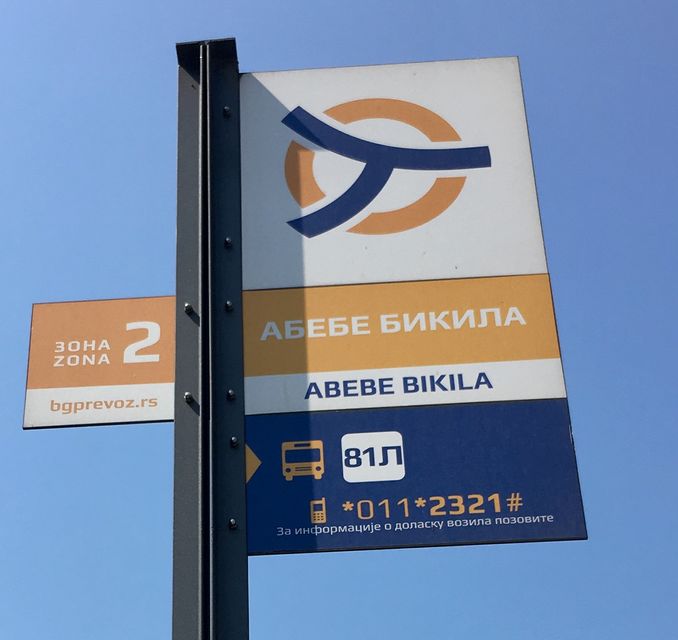 ЗОНА 2
ZONA
bgprevoz.rs
АБЕБЕ БИКИЛА
ABEBE BIKILA
81Л
*011*2321#
За информације о доласку возила позовите